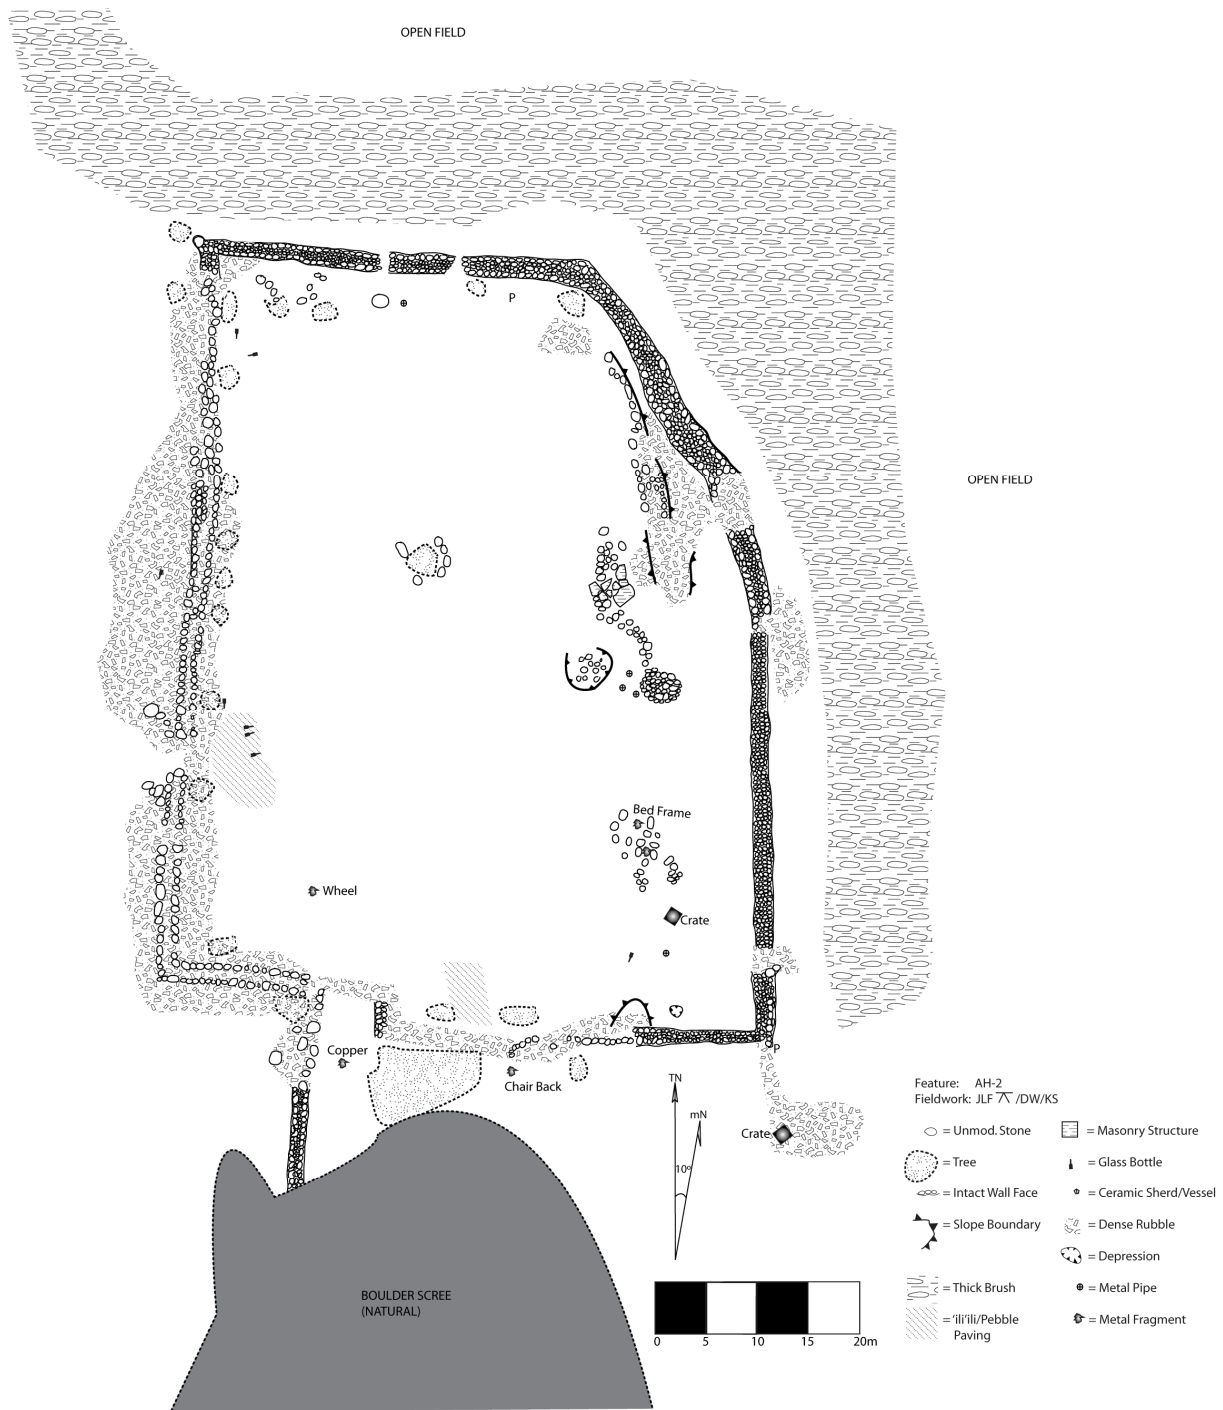 OPEN FIELD
P
OPEN FIELD
Bed Frame
Wheel
Crate
Copper
Chair Back
P
TN
mN
10°
Crate
BOULDER SCREE
(NATURAL)
0 5 10 15 20m
Feature: AH-2
Fieldwork: JLF /DW/KS
= Unmod. Stone
= Tree
= Intact Wall Face
= Slope Boundary
= Thick Brush
= ‘ili‘ili/Pebble
Paving
= Masonry Structure
= Glass Bottle
= Ceramic Sherd/Vessel
= Dense Rubble
= Depression
= Metal Pipe
= Metal Fragment